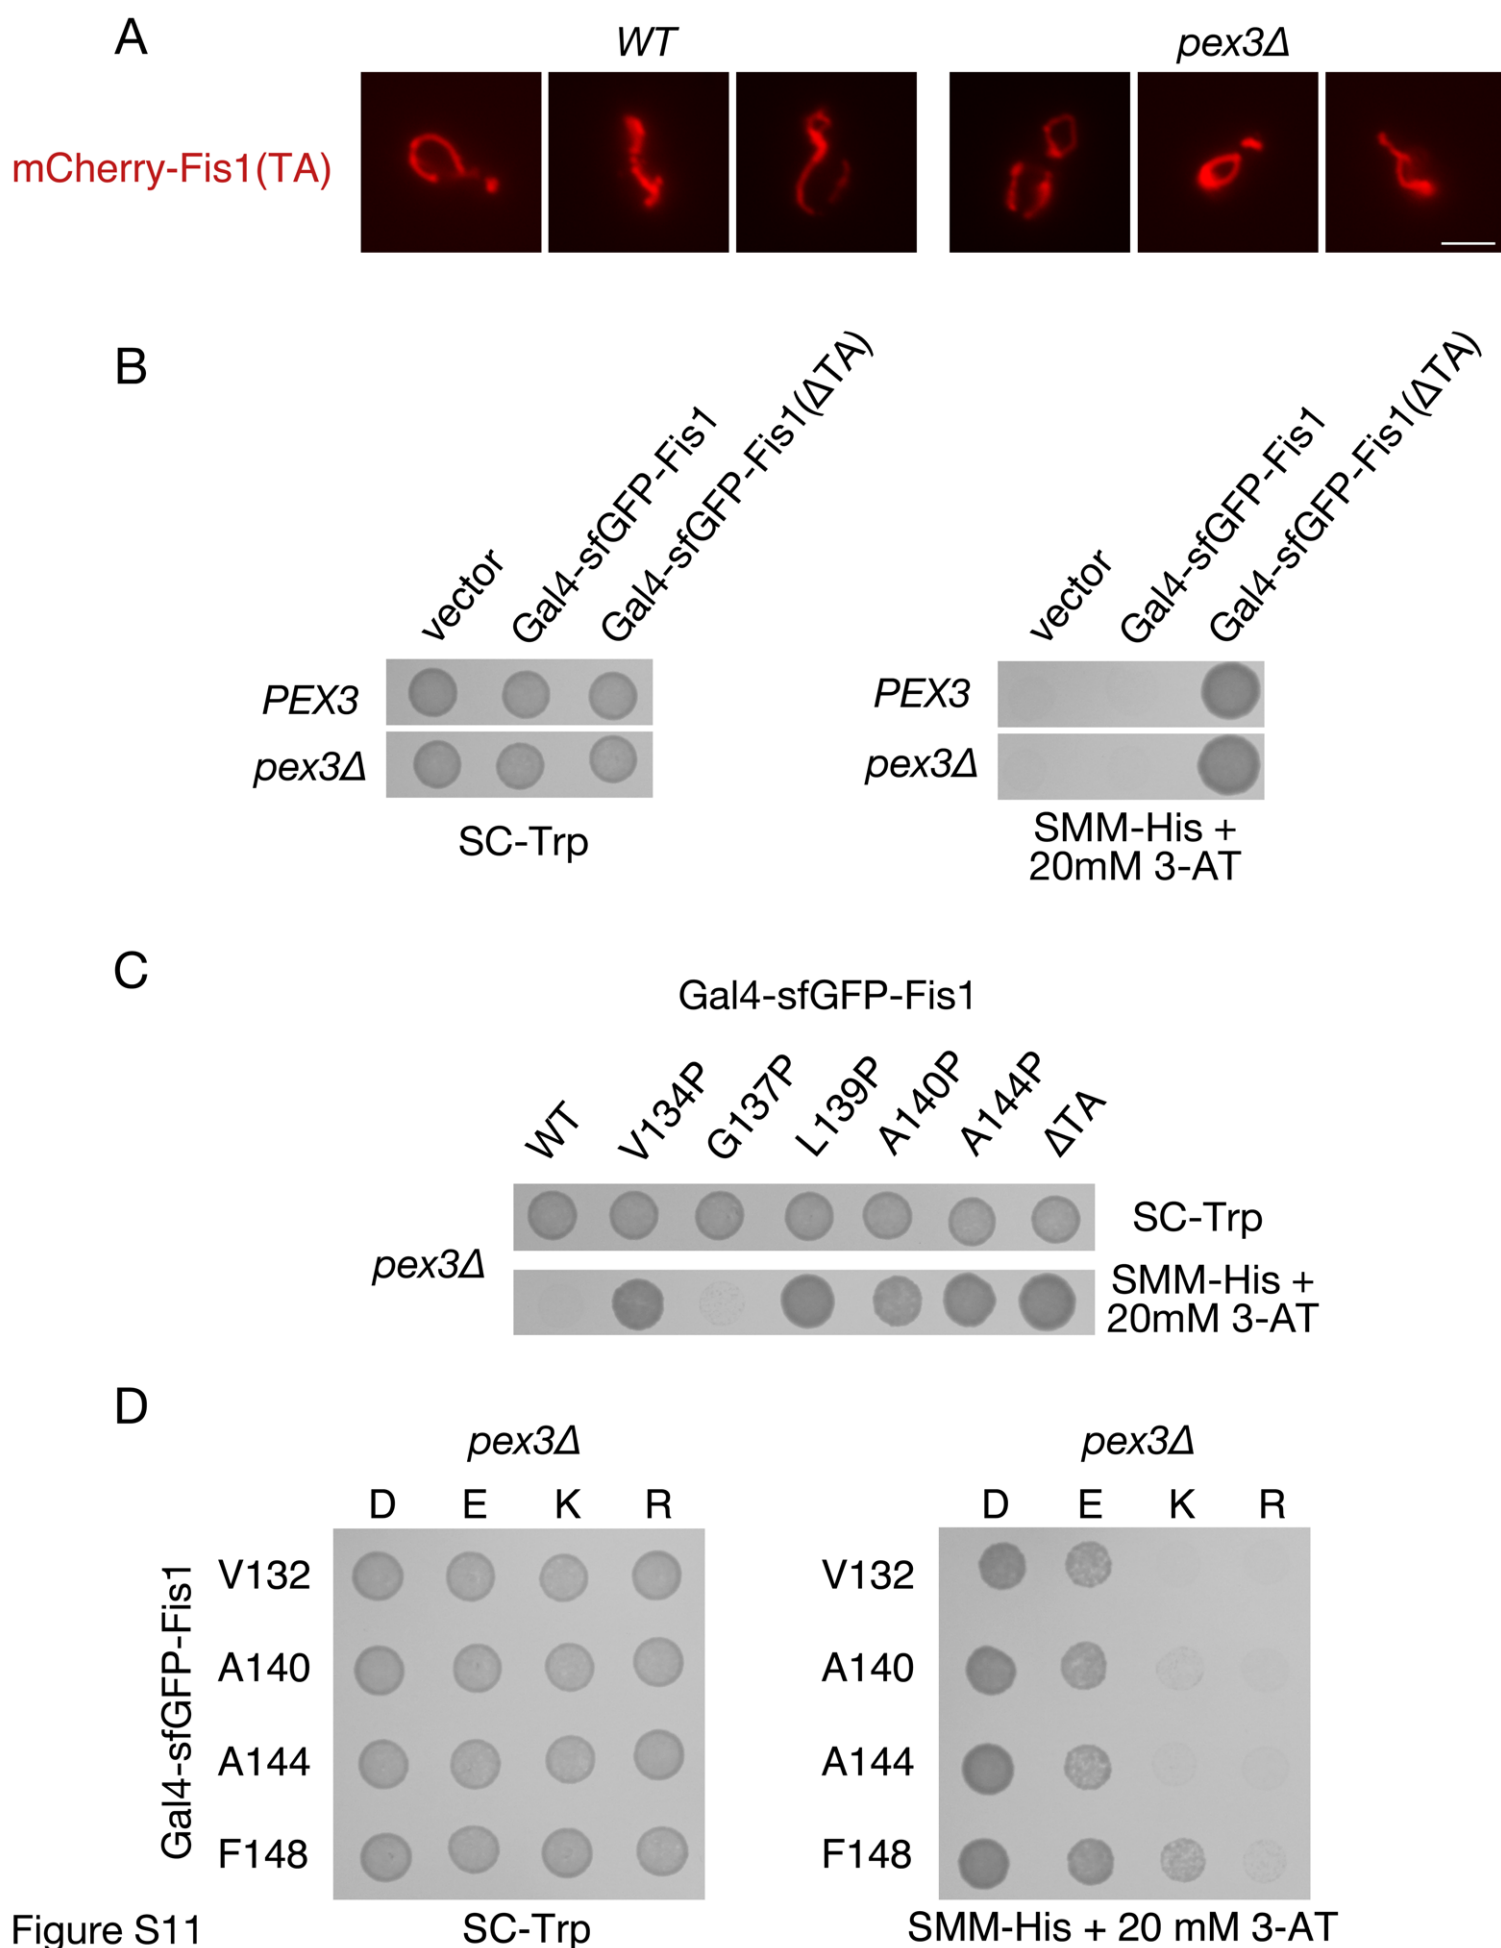 A
WT
pex3Δ
mCherry-Fis1(TA)
B
vector
Gal4-sfGFP-Fis1
Gal4-sfGFP-Fis1(ΔTA)
vector
Gal4-sfGFP-Fis1
Gal4-sfGFP-Fis1(ΔTA)
PEX3
pex3Δ
PEX3
pex3Δ
SC-Trp
SMM-His +
20mM 3-AT
C
Gal4-sfGFP-Fis1
WT
V134P
G137P
L139P
A140P
A144P
ΔTA
pex3Δ
SC-Trp
SMM-His +
20mM 3-AT
D
pex3Δ
D E K R
Gal4-sfGFP-Fis1
V132
A140
A144
F148
SC-Trp
pex3Δ
D E K R
V132
A140
A144
F148
SMM-His + 20 mM 3-AT
Figure S11